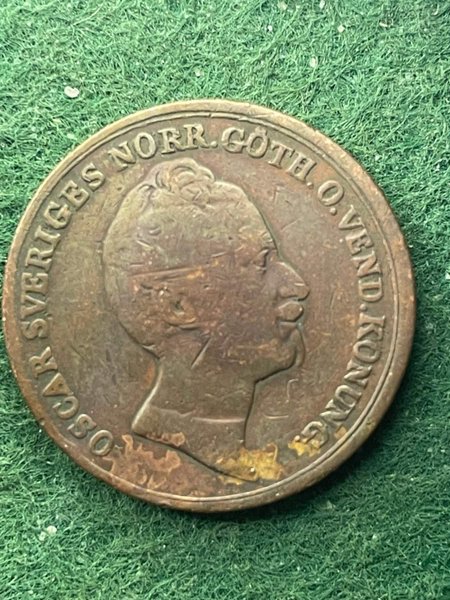 OSCAR SVERIGES NORR. GÖTH. O. VEND. KONUNG.